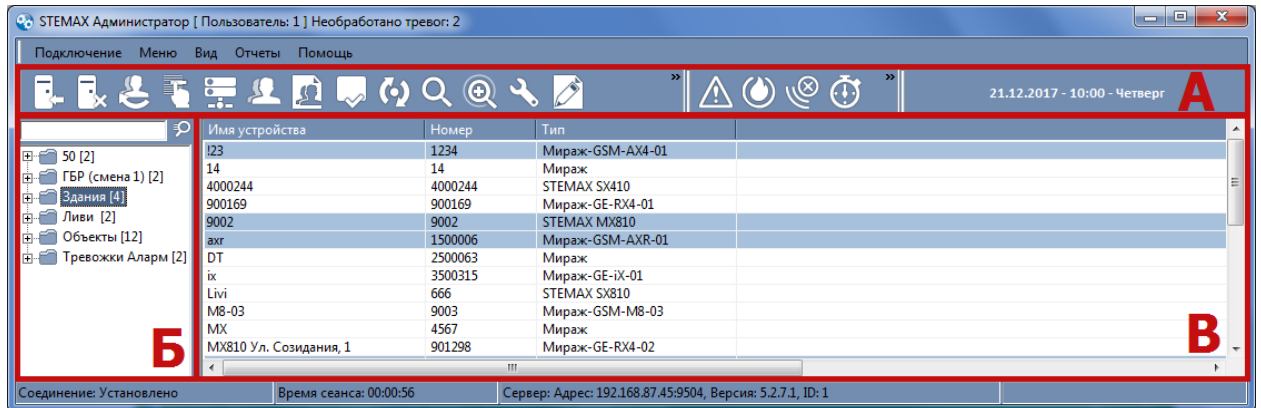 STEMAX Администратор [ Пользователь: 1 ] Необработано тревог: 2
Подключение Меню Вид Отчеты Помощь
» » 21.12.2017 - 10:00 - Четверг А
Имя устройства Номер Тип
50 [2]
ГБР (смена 1) [2]
Здания [4]
Ливи [2]
Объекты [12]
Тревожки Аларм [2]
Б
!23 1234 Мираж-GSM-AX4-01
14 14 Мираж
4000244 4000244 STEMAX SX410
900169 900169 Мираж-GE-RX4-01
9002 9002 STEMAX MX810
axr 1500006 Мираж-GSM-AXR-01
DT 2500063 Мираж
ix 3500315 Мираж-GE-iX-01
Livi 666 STEMAX SX810
M8-03 9003 Мираж-GSM-M8-03
MX 4567 Мираж
MX810 Ул. Созидания, 1 901298 Мираж-GE-RX4-02
В
Соединение: Установлено Время сеанса: 00:00:56 Сервер: Адрес: 192.168.87.45:9504, Версия: 5.2.7.1, ID: 1